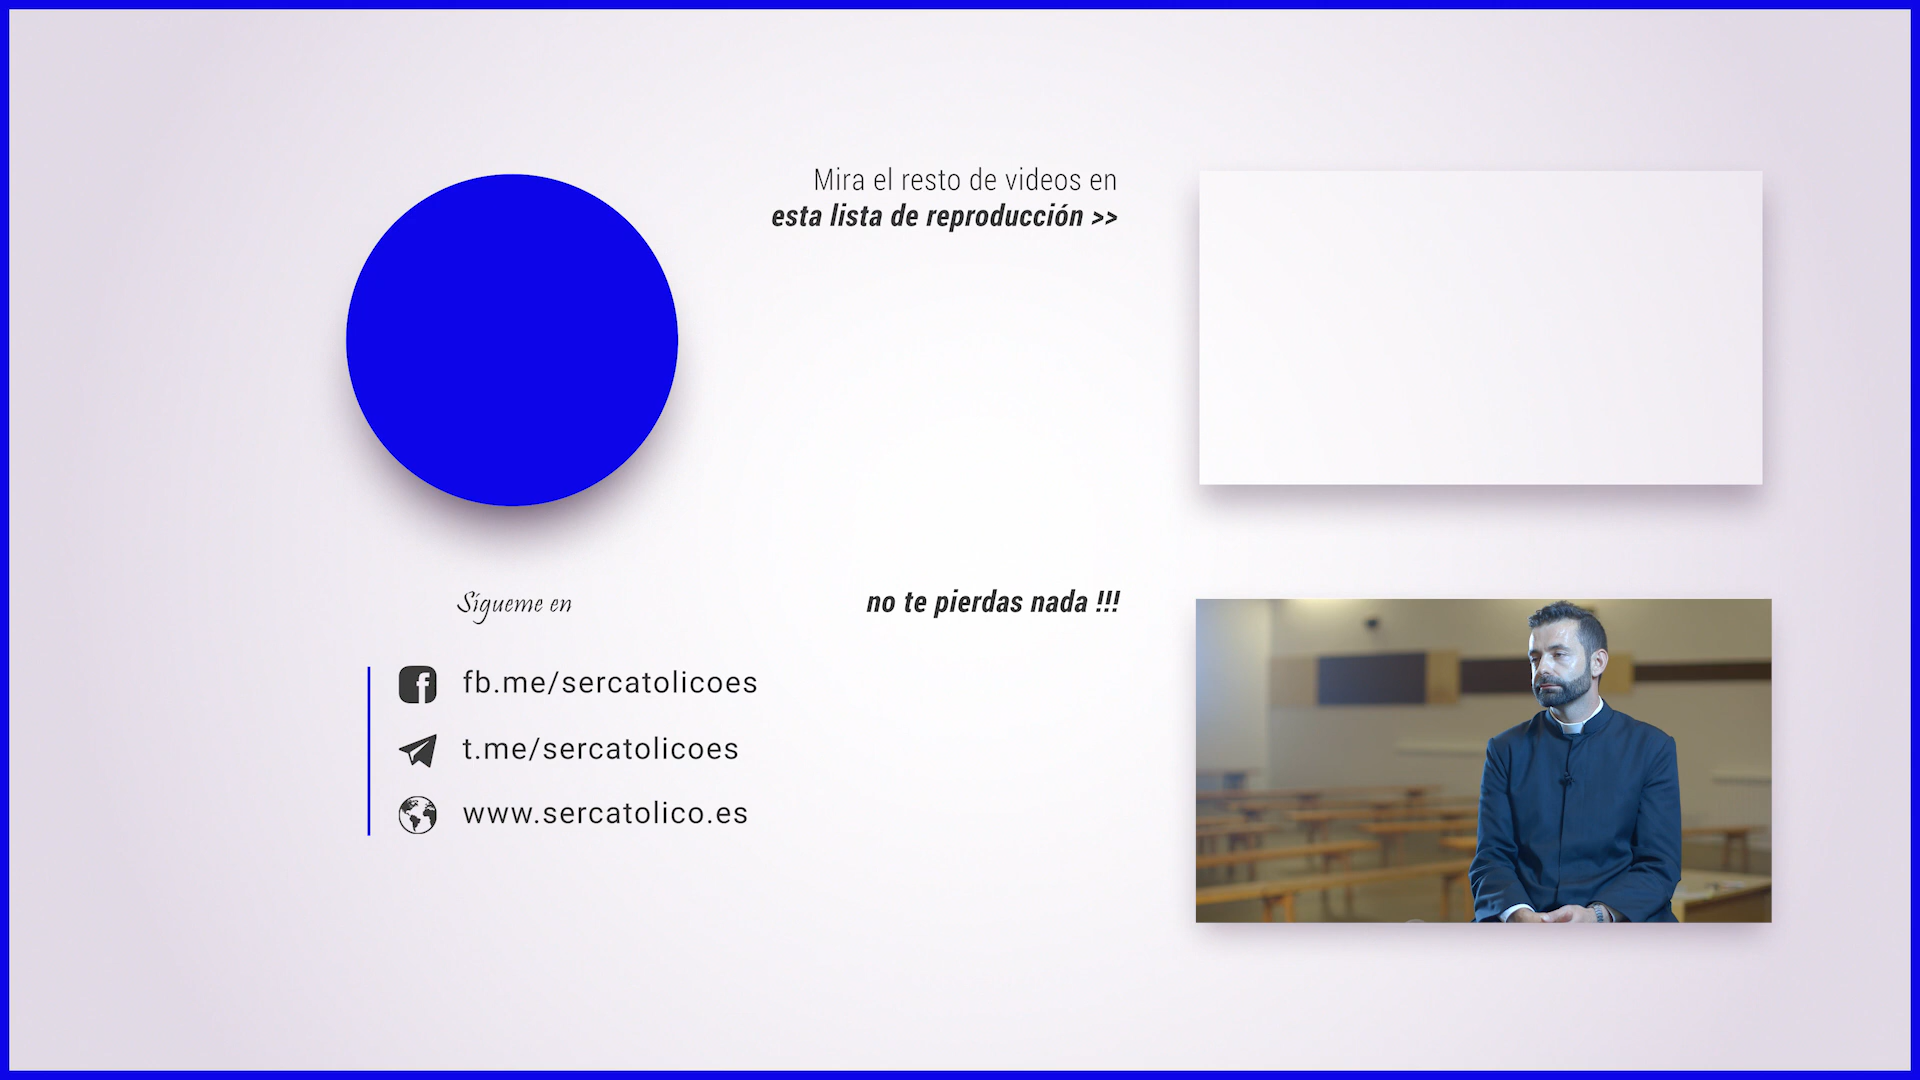 Mira el resto de videos en
esta lista de reproducción >>
Sígueme en
no te pierdas nada !!!
fb.me/sercatolicoes
t.me/sercatolicoes
www.sercatolico.es